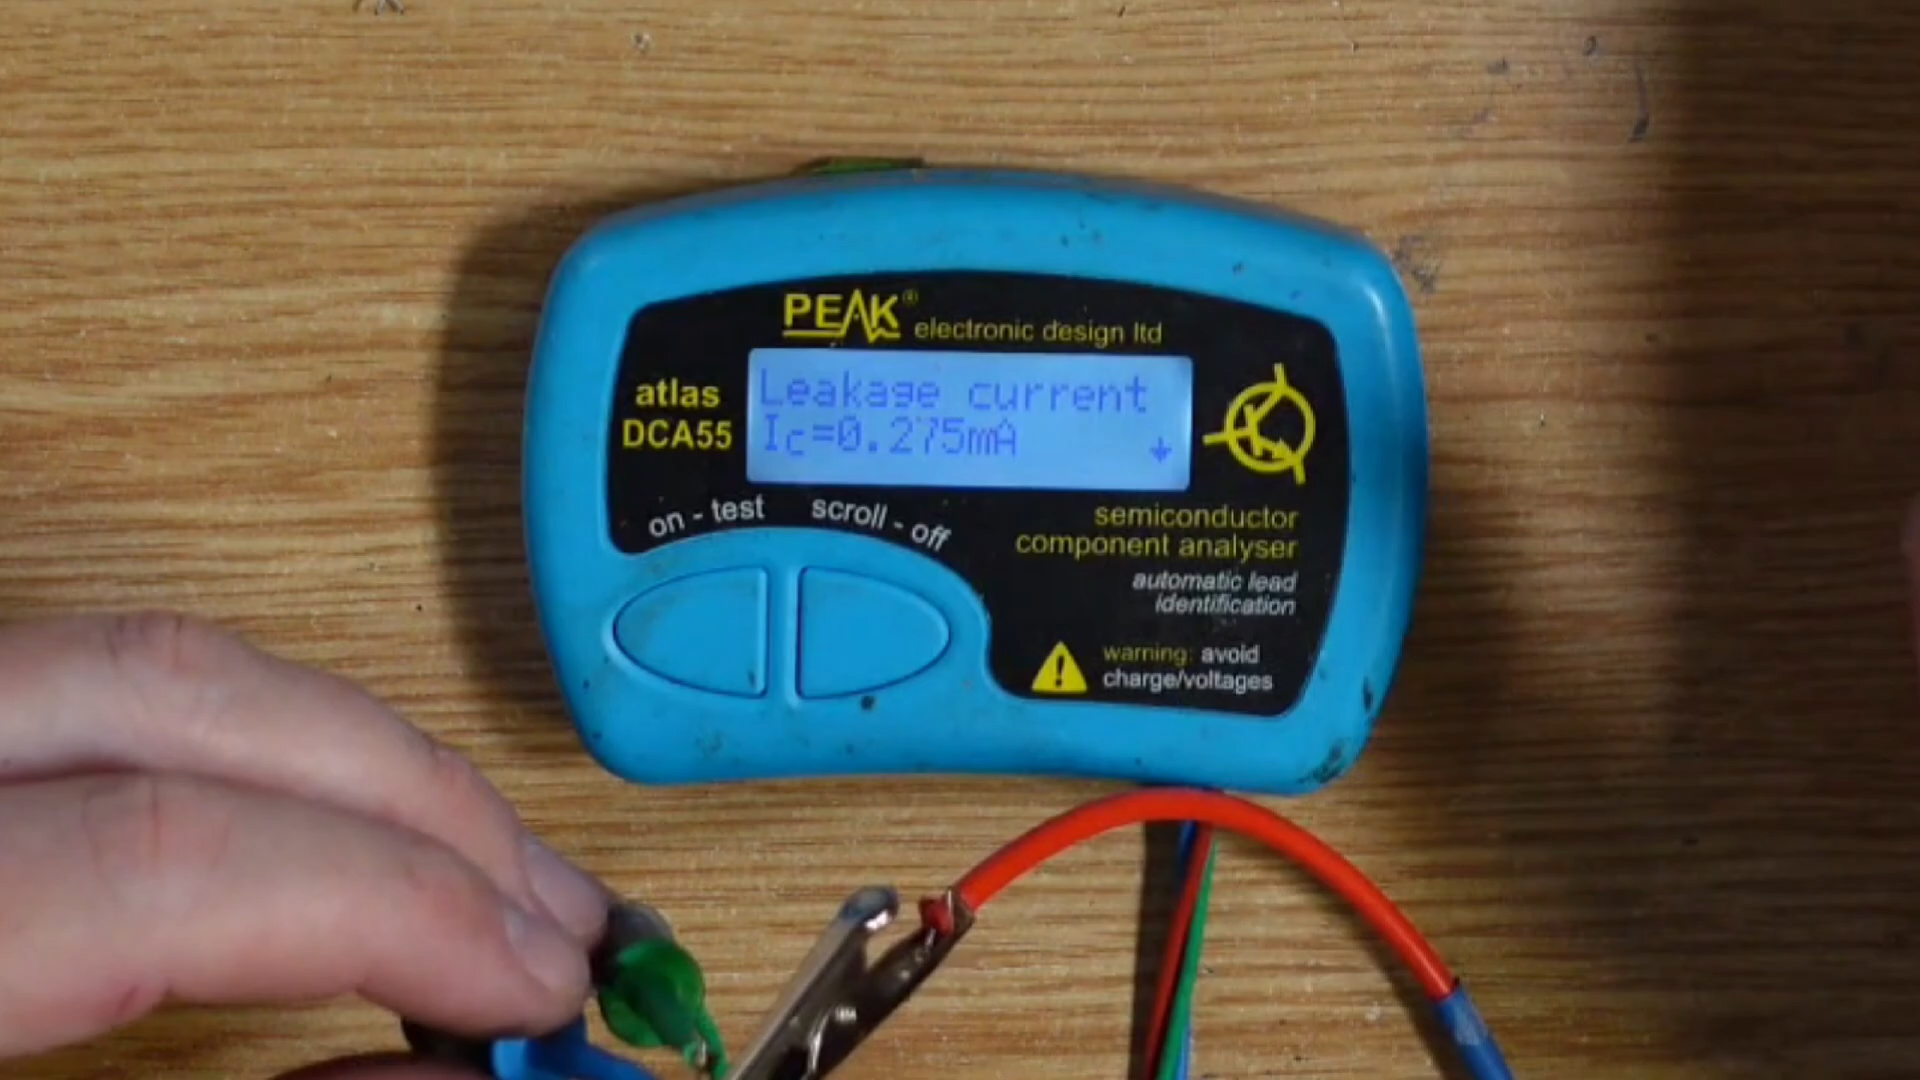 PEAK® electronic design ltd
atlas
DCA55
Leakage current
Ic=0.275mA
on - test
scroll - off
semiconductor
component analyser
automatic lead
identification
warning: avoid
charge/voltages